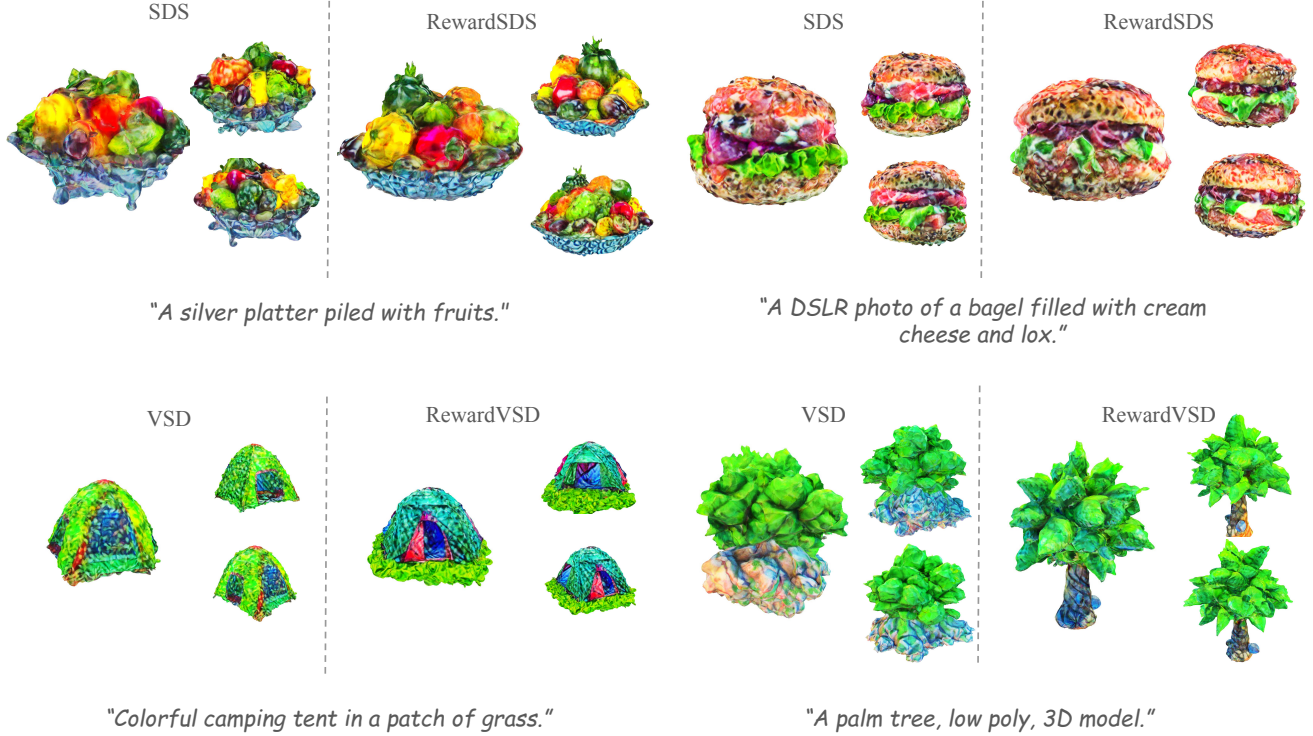 SDS
RewardSDS
SDS
RewardSDS
“A silver platter piled with fruits."
“A DSLR photo of a bagel filled with cream
cheese and lox.”
VSD
RewardVSD
VSD
RewardVSD
“Colorful camping tent in a patch of grass.”
“A palm tree, low poly, 3D model.”